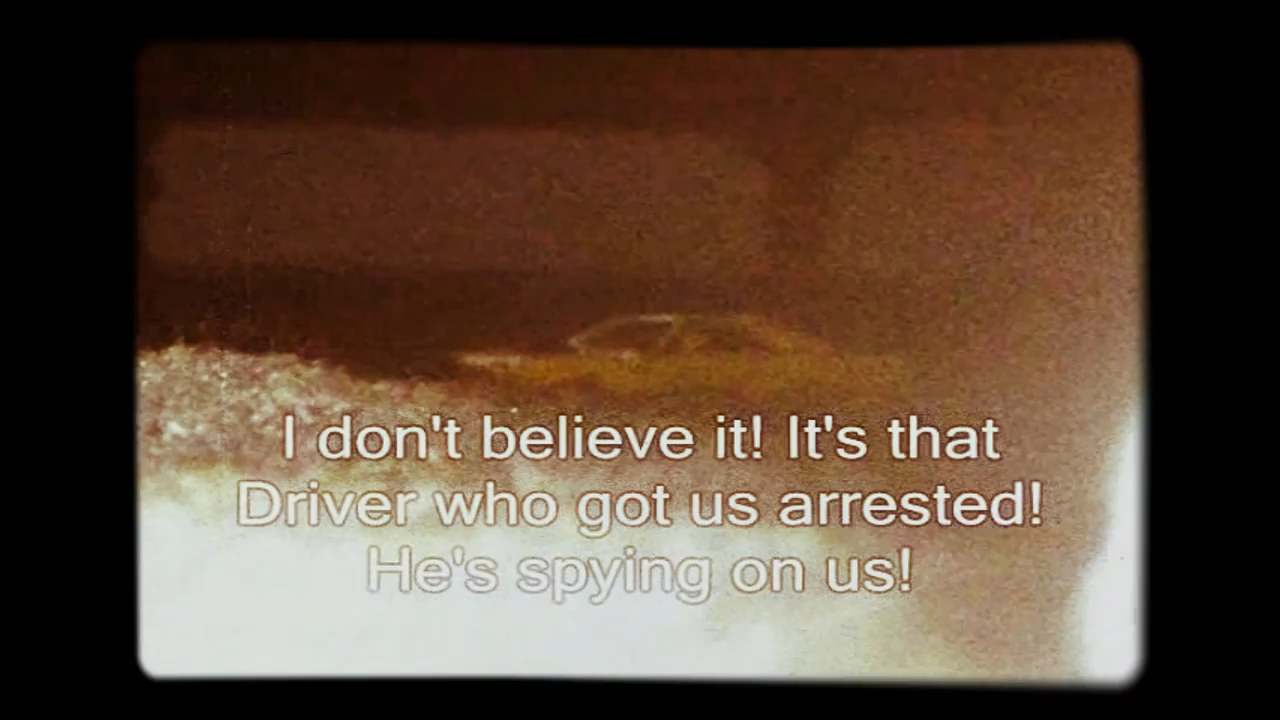 I don't believe it! It's that
Driver who got us arrested!
He's spying on us!